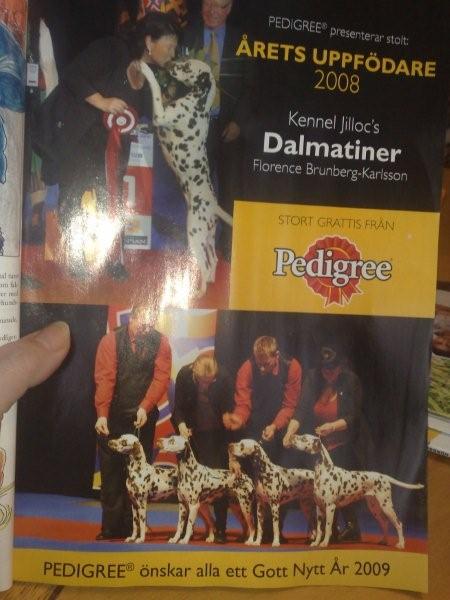 PEDIGREE® presenterar stolt:
ÅRETS UPPFÖDARE
2008
Kennel Jilloc's
Dalmatiner
Florence Brunberg-Karlsson
STORT GRATTIS FRÅN
Pedigree®
1
PEDIGREE® önskar alla ett Gott Nytt År 2009